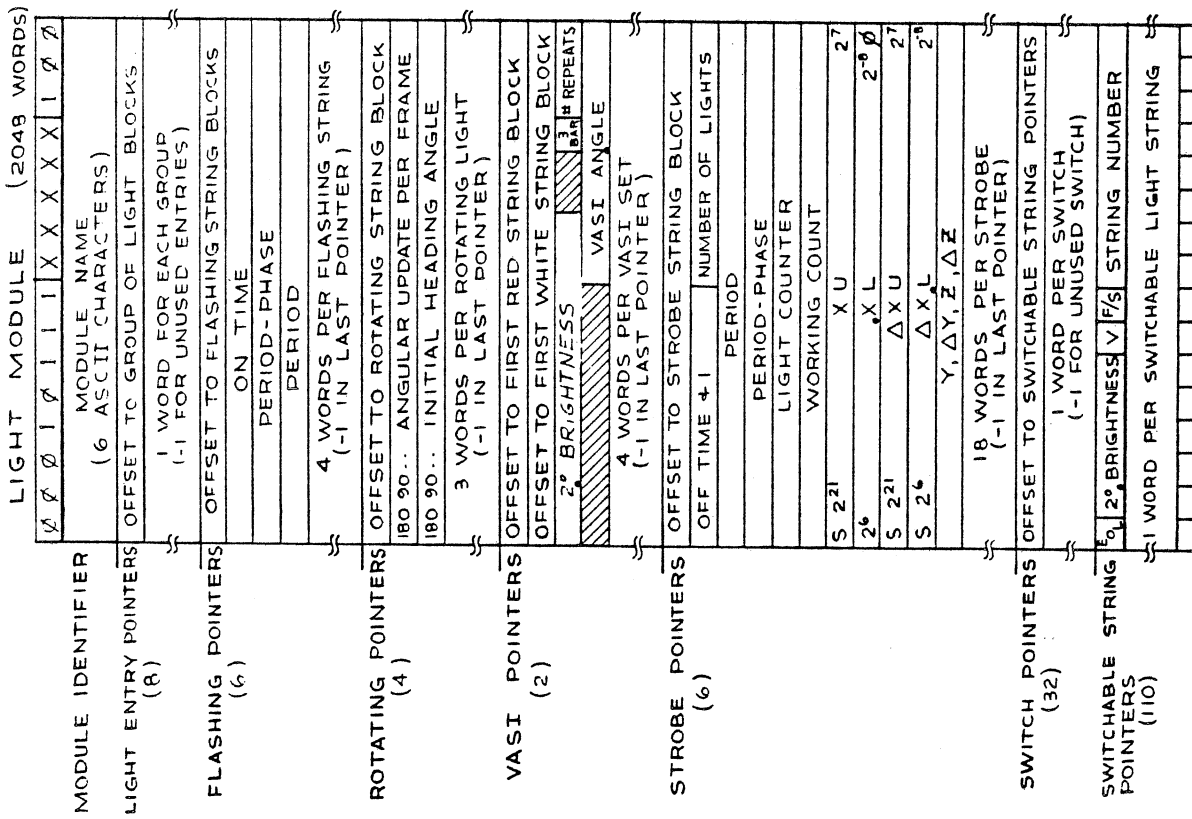 LIGHT MODULE (2048 WORDS)
Ø Ø Ø 1 Ø 1 1 1 X X X X X 1 Ø Ø
MODULE IDENTIFIER
MODULE NAME
(6 ASCII CHARACTERS)
LIGHT ENTRY POINTERS
(8)
OFFSET TO GROUP OF LIGHT BLOCKS
1 WORD FOR EACH GROUP
(-1 FOR UNUSED ENTRIES)
FLASHING POINTERS
(6)
OFFSET TO FLASHING STRING BLOCKS
ON TIME
PERIOD-PHASE
PERIOD
4 WORDS PER FLASHING STRING
(-1 IN LAST POINTER)
ROTATING POINTERS
(4)
OFFSET TO ROTATING STRING BLOCK
180 90.. ANGULAR UPDATE PER FRAME
180 90.. INITIAL HEADING ANGLE
3 WORDS PER ROTATING LIGHT
(-1 IN LAST POINTER)
VASI POINTERS
(2)
OFFSET TO FIRST RED STRING BLOCK
OFFSET TO FIRST WHITE STRING BLOCK
2⁰. BRIGHTNESS 3 BAR # REPEATS
VASI ANGLE
4 WORDS PER VASI SET
(-1 IN LAST POINTER)
STROBE POINTERS
(6)
OFFSET TO STROBE STRING BLOCK
OFF TIME + 1 NUMBER OF LIGHTS
PERIOD
PERIOD-PHASE
LIGHT COUNTER
WORKING COUNT
S 2²¹ X U 2⁷
2⁶ .X L 2⁻⁸ Ø
S 2²¹ Δ X U 2⁷
S 2⁶ Δ X.L 2⁻⁸
Y, ΔY, Z, ΔZ
18 WORDS PER STROBE
(-1 IN LAST POINTER)
SWITCH POINTERS
(32)
OFFSET TO SWITCHABLE STRING POINTERS
1 WORD PER SWITCH
(-1 FOR UNUSED SWITCH)
SWITCHABLE STRING
POINTERS
(110)
EOL 2⁰. BRIGHTNESS V F/S STRING NUMBER
1 WORD PER SWITCHABLE LIGHT STRING